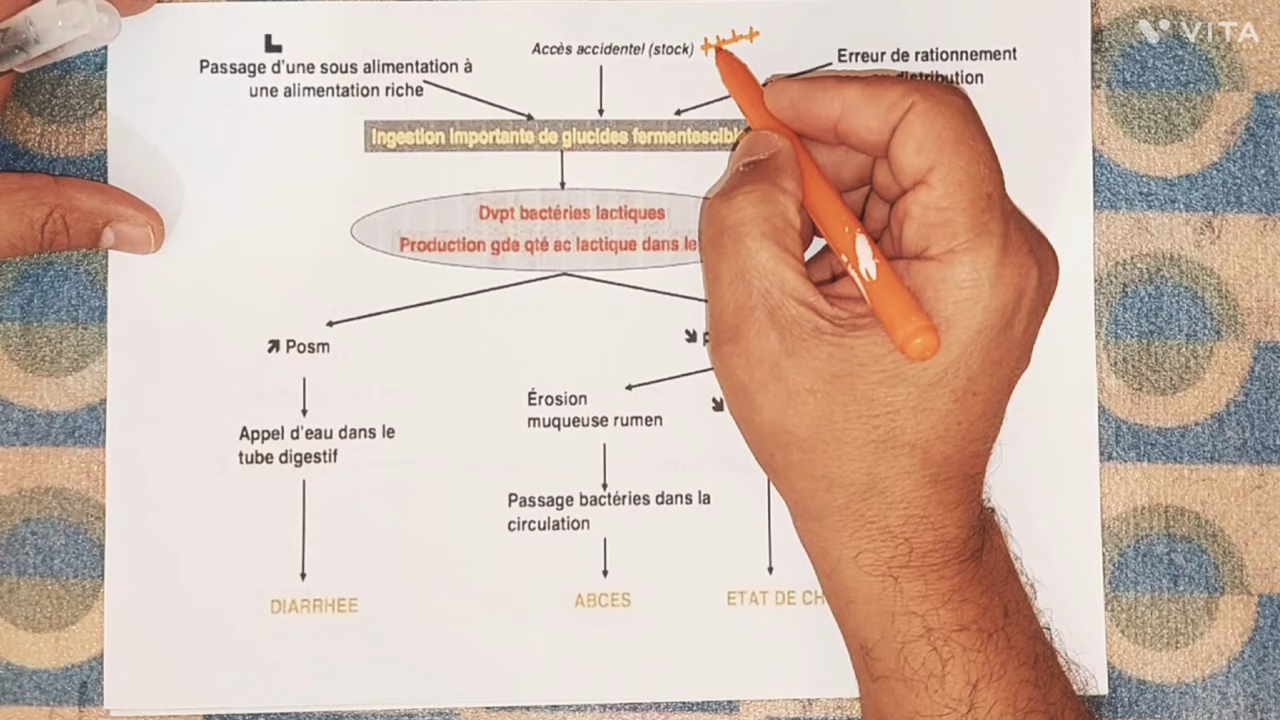 Passage d'une sous alimentation à
une alimentation riche
Accès accidentel (stock)
Erreur de rationnement
distribution
Ingestion importante de glucides
Dvpt bactéries lactiques
Production gde qté ac lactique dans le
Posm
Érosion
muqueuse rumen
Appel d'eau dans le
tube digestif
Passage bactéries dans la
circulation
DIARRHEE
ABCES
ETAT DE
VITA